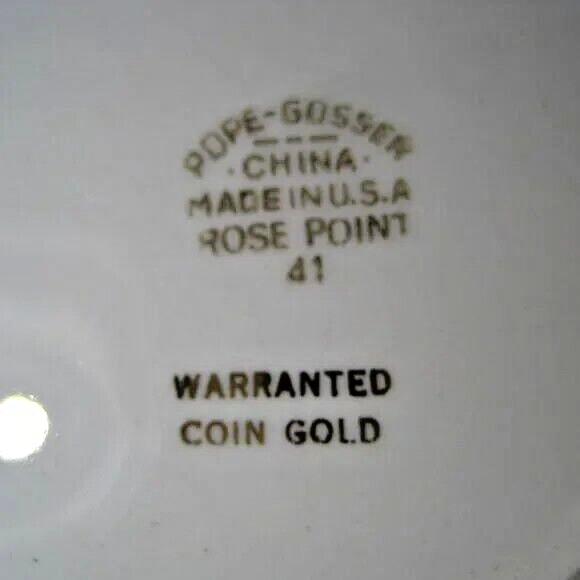 POPE-GOSSER
· CHINA ·
MADE IN U.S.A
ROSE POINT
41
WARRANTED
COIN GOLD